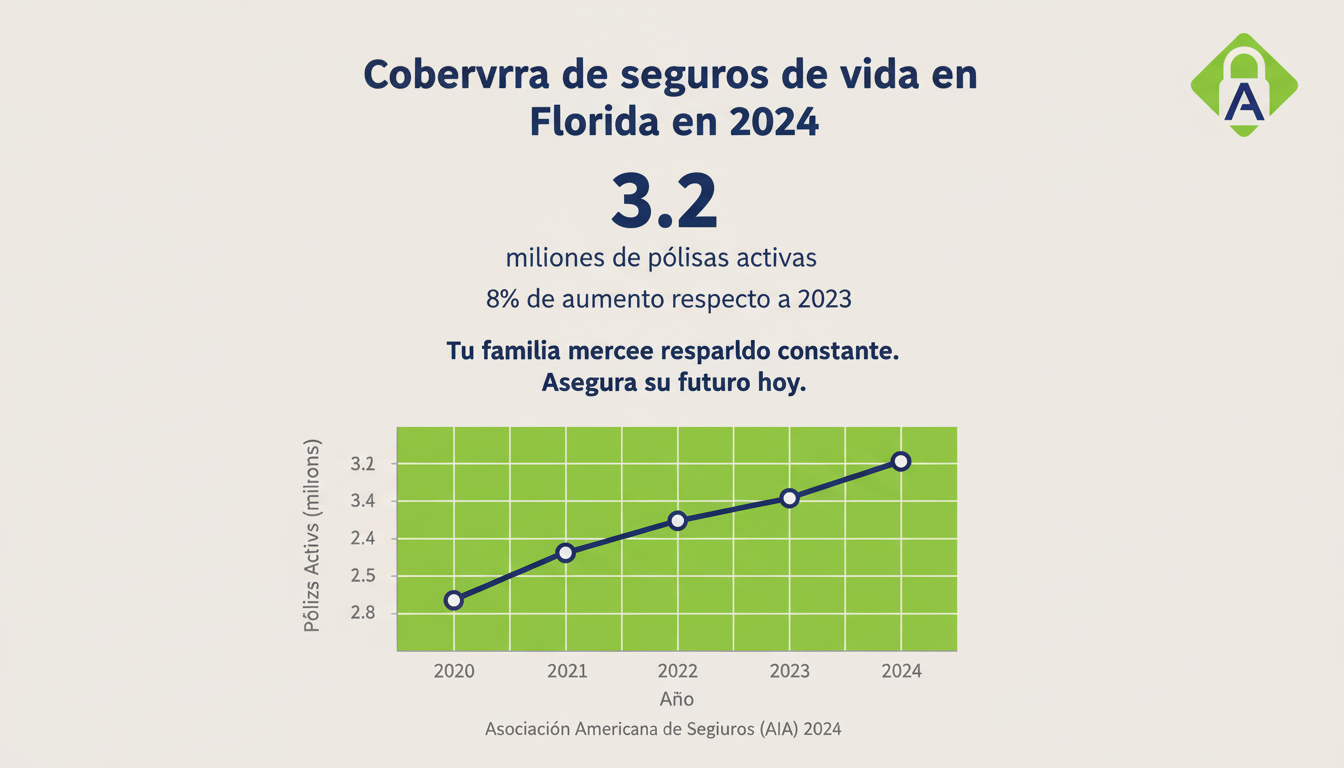 Cobervrra de seguros de vida en
Florida en 2024
A
3.2
miliones de pólisas activas
8% de aumento respecto a 2023
Tu familia mercee resparldo constante.
Asegura su futuro hoy.
Pólizs Activs (milrons)
3.2
3.4
2.4
2.5
2.8
2020 2021 2022 2023 2024
Año
Asociación Americana de Segiuros (AIA) 2024